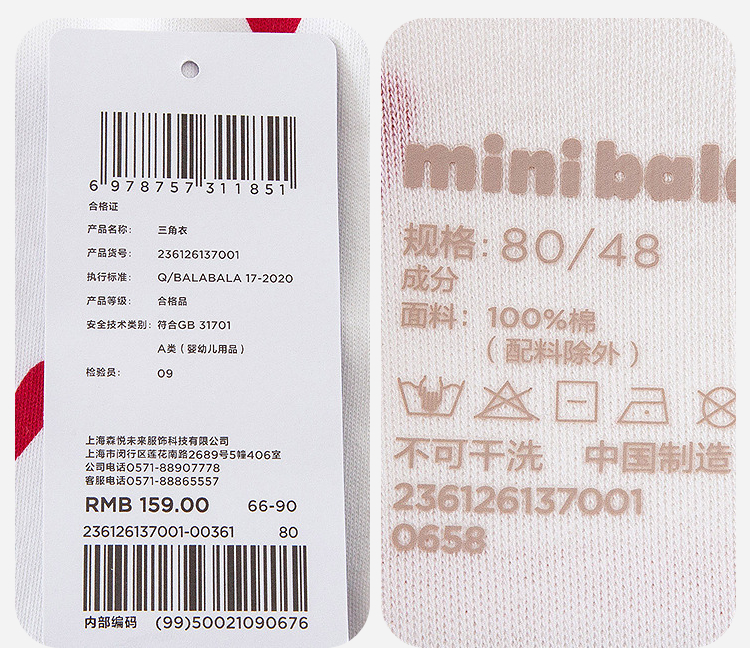 6 978757 311851
合格证
产品名称: 三角衣
产品货号: 236126137001
执行标准: Q/BALABALA 17-2020
产品等级: 合格品
安全技术类别: 符合GB 31701
A类 (婴幼儿用品)
检验员: 09
上海森悦未来服饰科技有限公司
上海市闵行区莲花南路2689号5幢406室
公司电话0571-88907778
客服电话0571-88865557
RMB 159.00 66-90
236126137001-00361 80
内部编码 (99)50021090676
mini bala
规格: 80/48
成分
面料: 100%棉
(配料除外)
不可干洗 中国制造
236126137001
0658